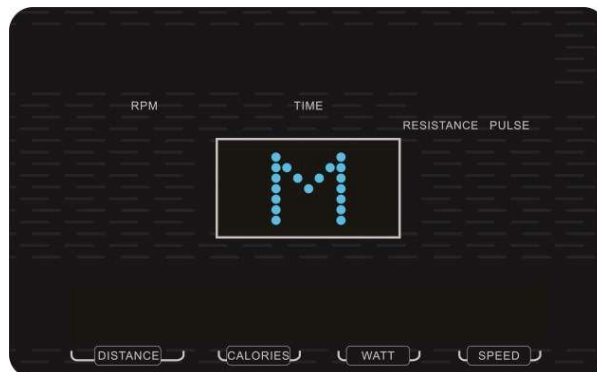 RPM TIME
RESISTANCE PULSE
M
DISTANCE CALORIES WATT SPEED